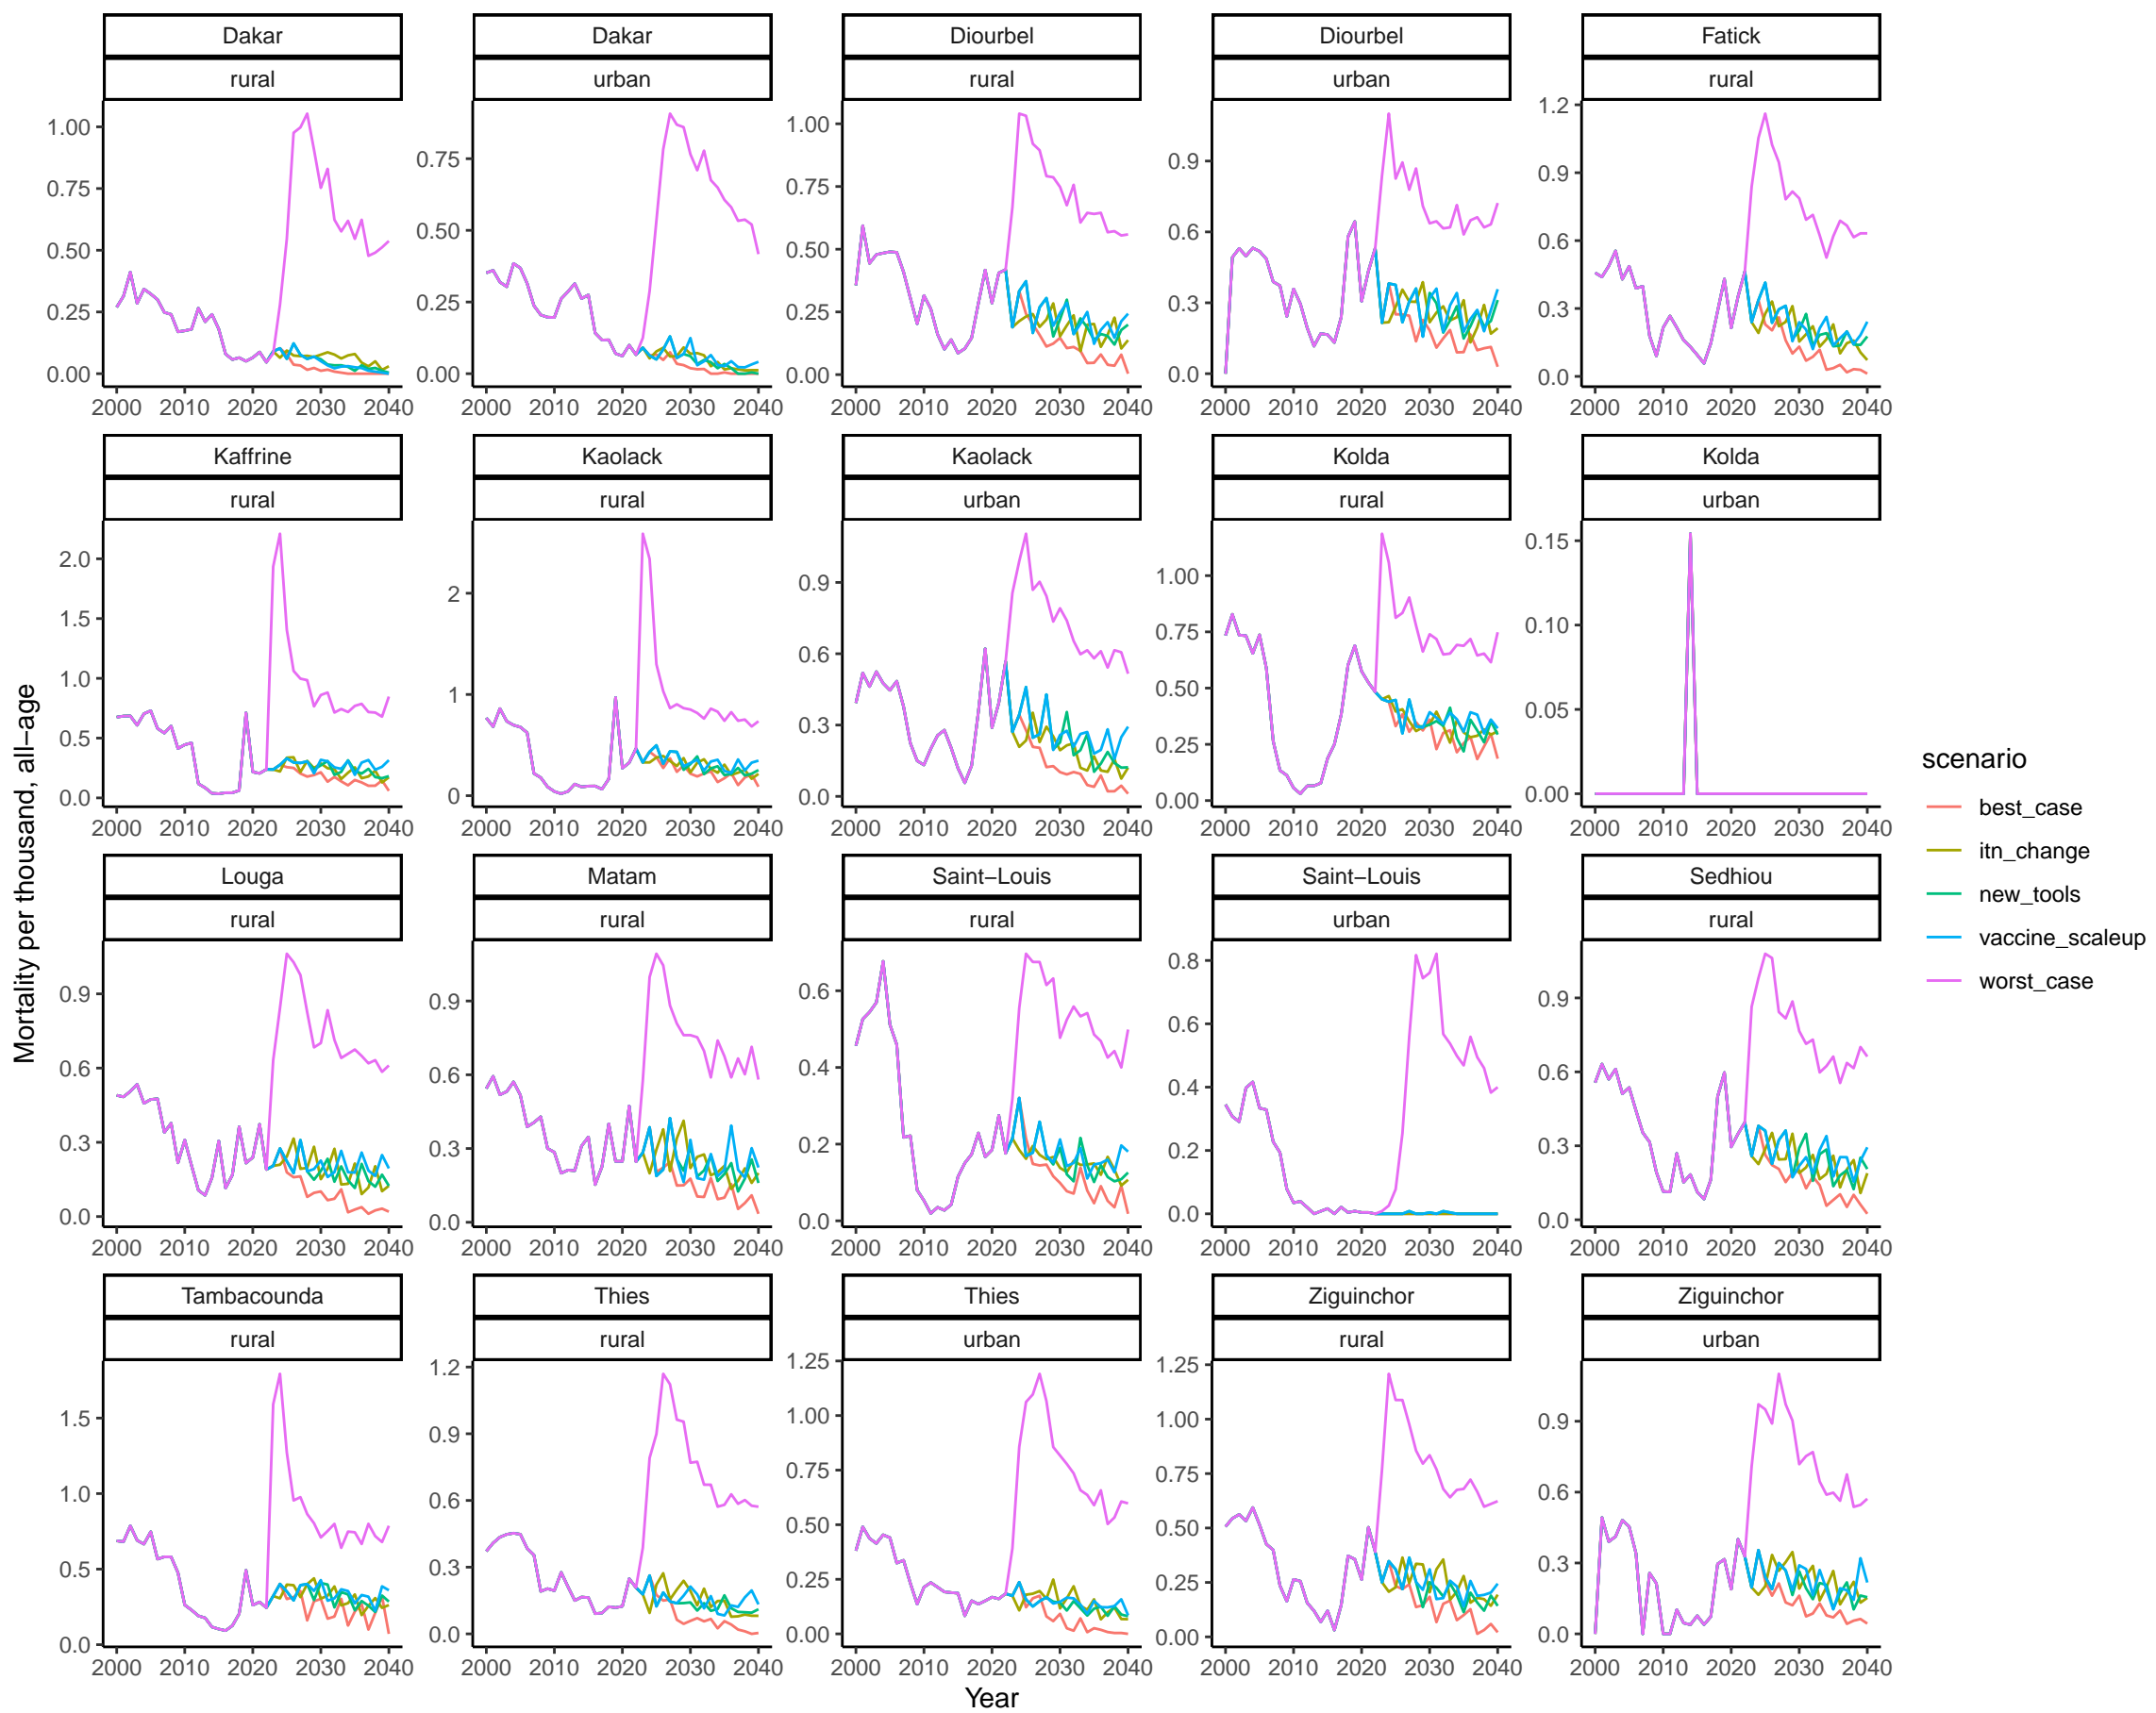 Dakar
rural
1.00
0.75
0.50
0.25
0.00
2000 2010 2020 2030 2040
Dakar
urban
0.75
0.50
0.25
0.00
2000 2010 2020 2030 2040
Diourbel
rural
1.00
0.75
0.50
0.25
0.00
2000 2010 2020 2030 2040
Diourbel
urban
0.9
0.6
0.3
0.0
2000 2010 2020 2030 2040
Fatick
rural
1.2
0.9
0.6
0.3
0.0
2000 2010 2020 2030 2040
Kaffrine
rural
2.0
1.5
1.0
0.5
0.0
2000 2010 2020 2030 2040
Kaolack
rural
2
1
0
2000 2010 2020 2030 2040
Kaolack
urban
0.9
0.6
0.3
0.0
2000 2010 2020 2030 2040
Kolda
rural
1.00
0.75
0.50
0.25
0.00
2000 2010 2020 2030 2040
Kolda
urban
0.15
0.10
0.05
0.00
2000 2010 2020 2030 2040
Louga
rural
0.9
0.6
0.3
0.0
2000 2010 2020 2030 2040
Matam
rural
0.9
0.6
0.3
0.0
2000 2010 2020 2030 2040
Saint−Louis
rural
0.6
0.4
0.2
0.0
2000 2010 2020 2030 2040
Saint−Louis
urban
0.8
0.6
0.4
0.2
0.0
2000 2010 2020 2030 2040
Sedhiou
rural
0.9
0.6
0.3
0.0
2000 2010 2020 2030 2040
Tambacounda
rural
1.5
1.0
0.5
0.0
2000 2010 2020 2030 2040
Thies
rural
1.2
0.9
0.6
0.3
0.0
2000 2010 2020 2030 2040
Thies
urban
1.25
1.00
0.75
0.50
0.25
0.00
2000 2010 2020 2030 2040
Ziguinchor
rural
1.25
1.00
0.75
0.50
0.25
0.00
2000 2010 2020 2030 2040
Ziguinchor
urban
0.9
0.6
0.3
0.0
2000 2010 2020 2030 2040
Mortality per thousand, all−age
Year
scenario
best_case
itn_change
new_tools
vaccine_scaleup
worst_case